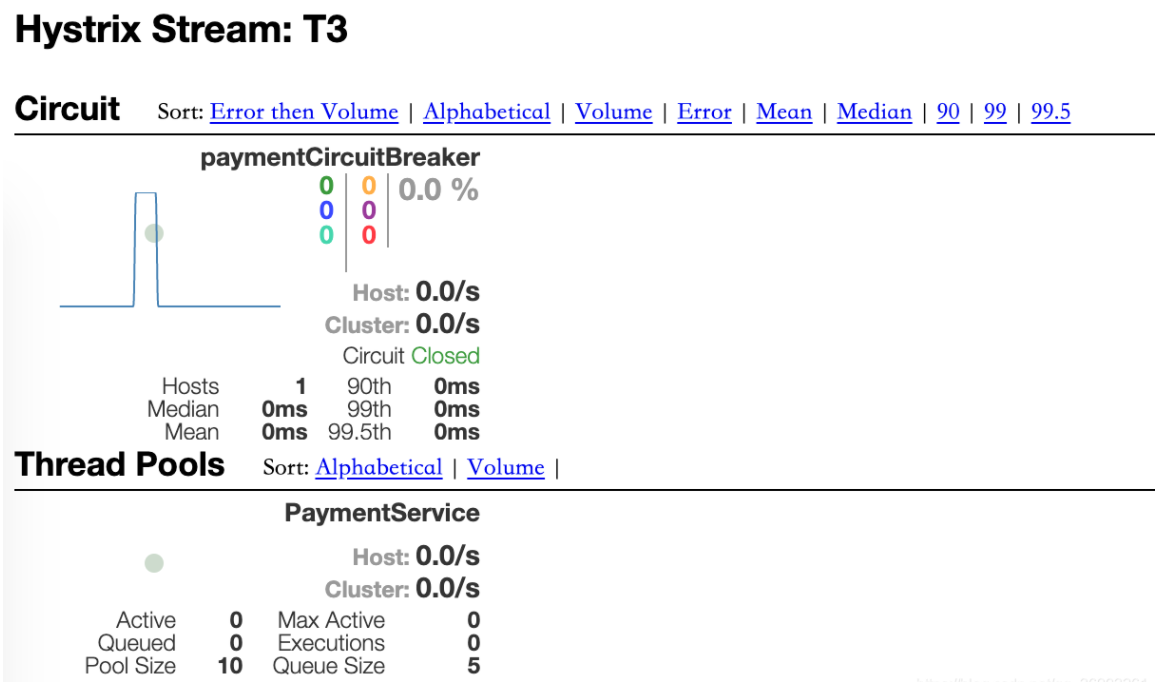 Hystrix Stream: T3
Circuit Sort: Error then Volume | Alphabetical | Volume | Error | Mean | Median | 90 | 99 | 99.5
paymentCircuitBreaker
0 0 0.0 %
0 0
0 0
Host: 0.0/s
Cluster: 0.0/s
Circuit Closed
Hosts 1 90th 0ms
Median 0ms 99th 0ms
Mean 0ms 99.5th 0ms
Thread Pools Sort: Alphabetical | Volume |
PaymentService
Host: 0.0/s
Cluster: 0.0/s
Active 0 Max Active 0
Queued 0 Executions 0
Pool Size 10 Queue Size 5